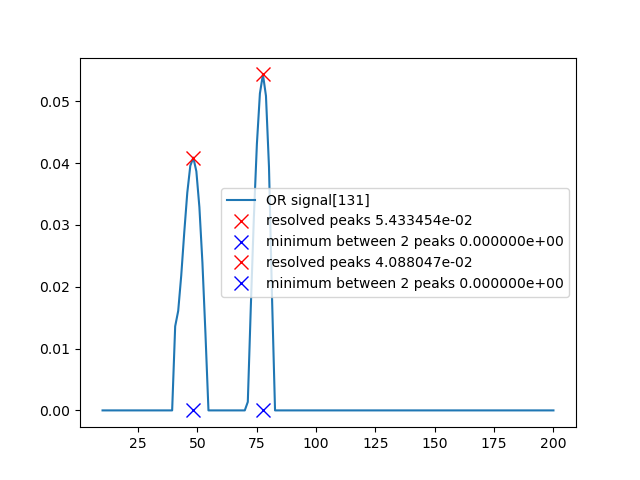 0.05
0.04
0.03
0.02
0.01
0.00
OR signal[131]
resolved peaks 5.433454e-02
minimum between 2 peaks 0.000000e+00
resolved peaks 4.088047e-02
minimum between 2 peaks 0.000000e+00
25 50 75 100 125 150 175 200